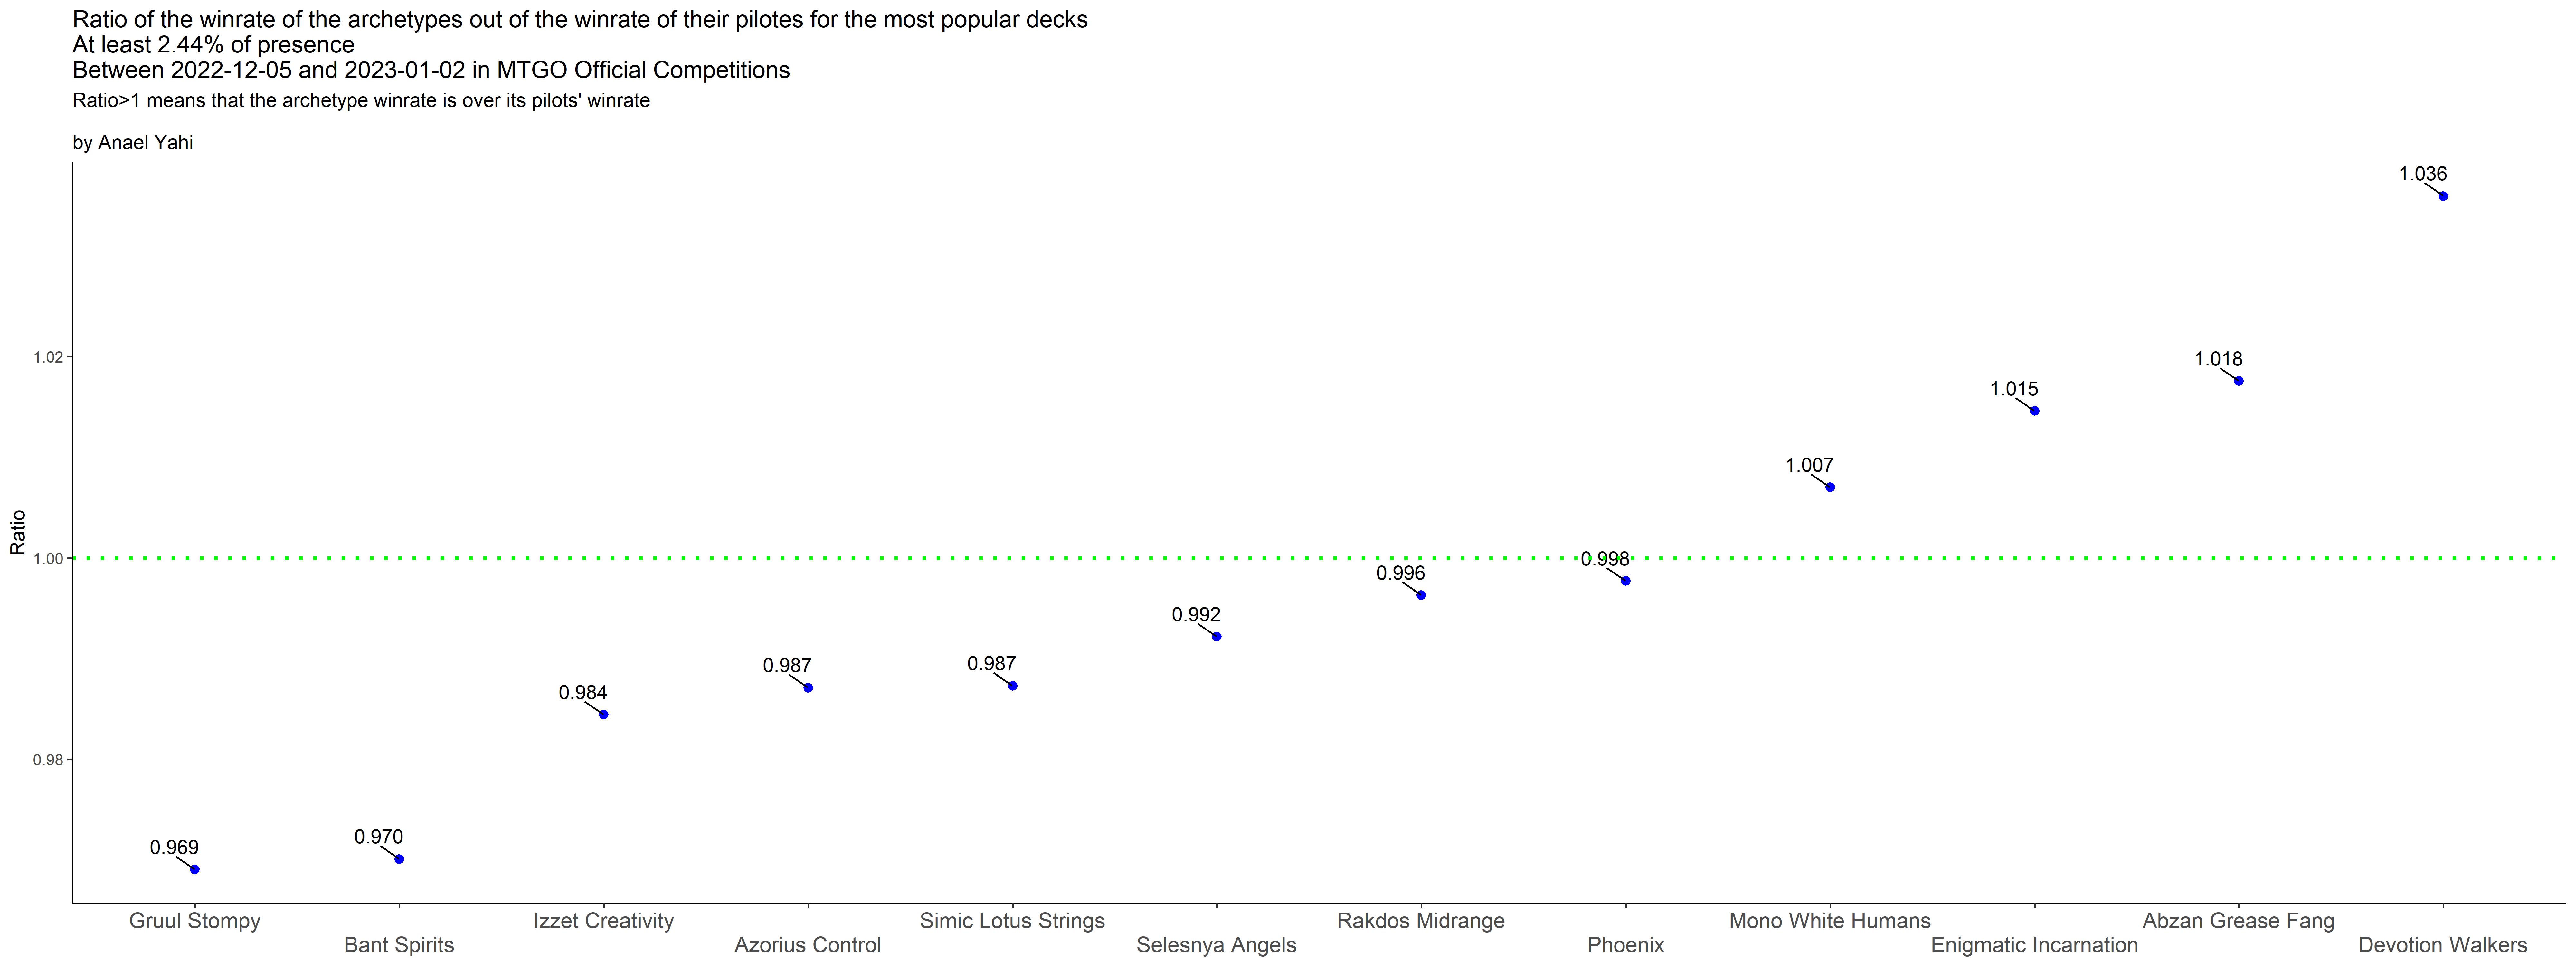 Ratio of the winrate of the archetypes out of the winrate of their pilotes for the most popular decks
At least 2.44% of presence
Between 2022-12-05 and 2023-01-02 in MTGO Official Competitions
Ratio>1 means that the archetype winrate is over its pilots' winrate
by Anael Yahi
Ratio
1.02
1.00
0.98
0.969
0.970
0.984
0.987
0.987
0.992
0.996
0.998
1.007
1.015
1.018
1.036
Gruul Stompy
Bant Spirits
Izzet Creativity
Azorius Control
Simic Lotus Strings
Selesnya Angels
Rakdos Midrange
Phoenix
Mono White Humans
Enigmatic Incarnation
Abzan Grease Fang
Devotion Walkers